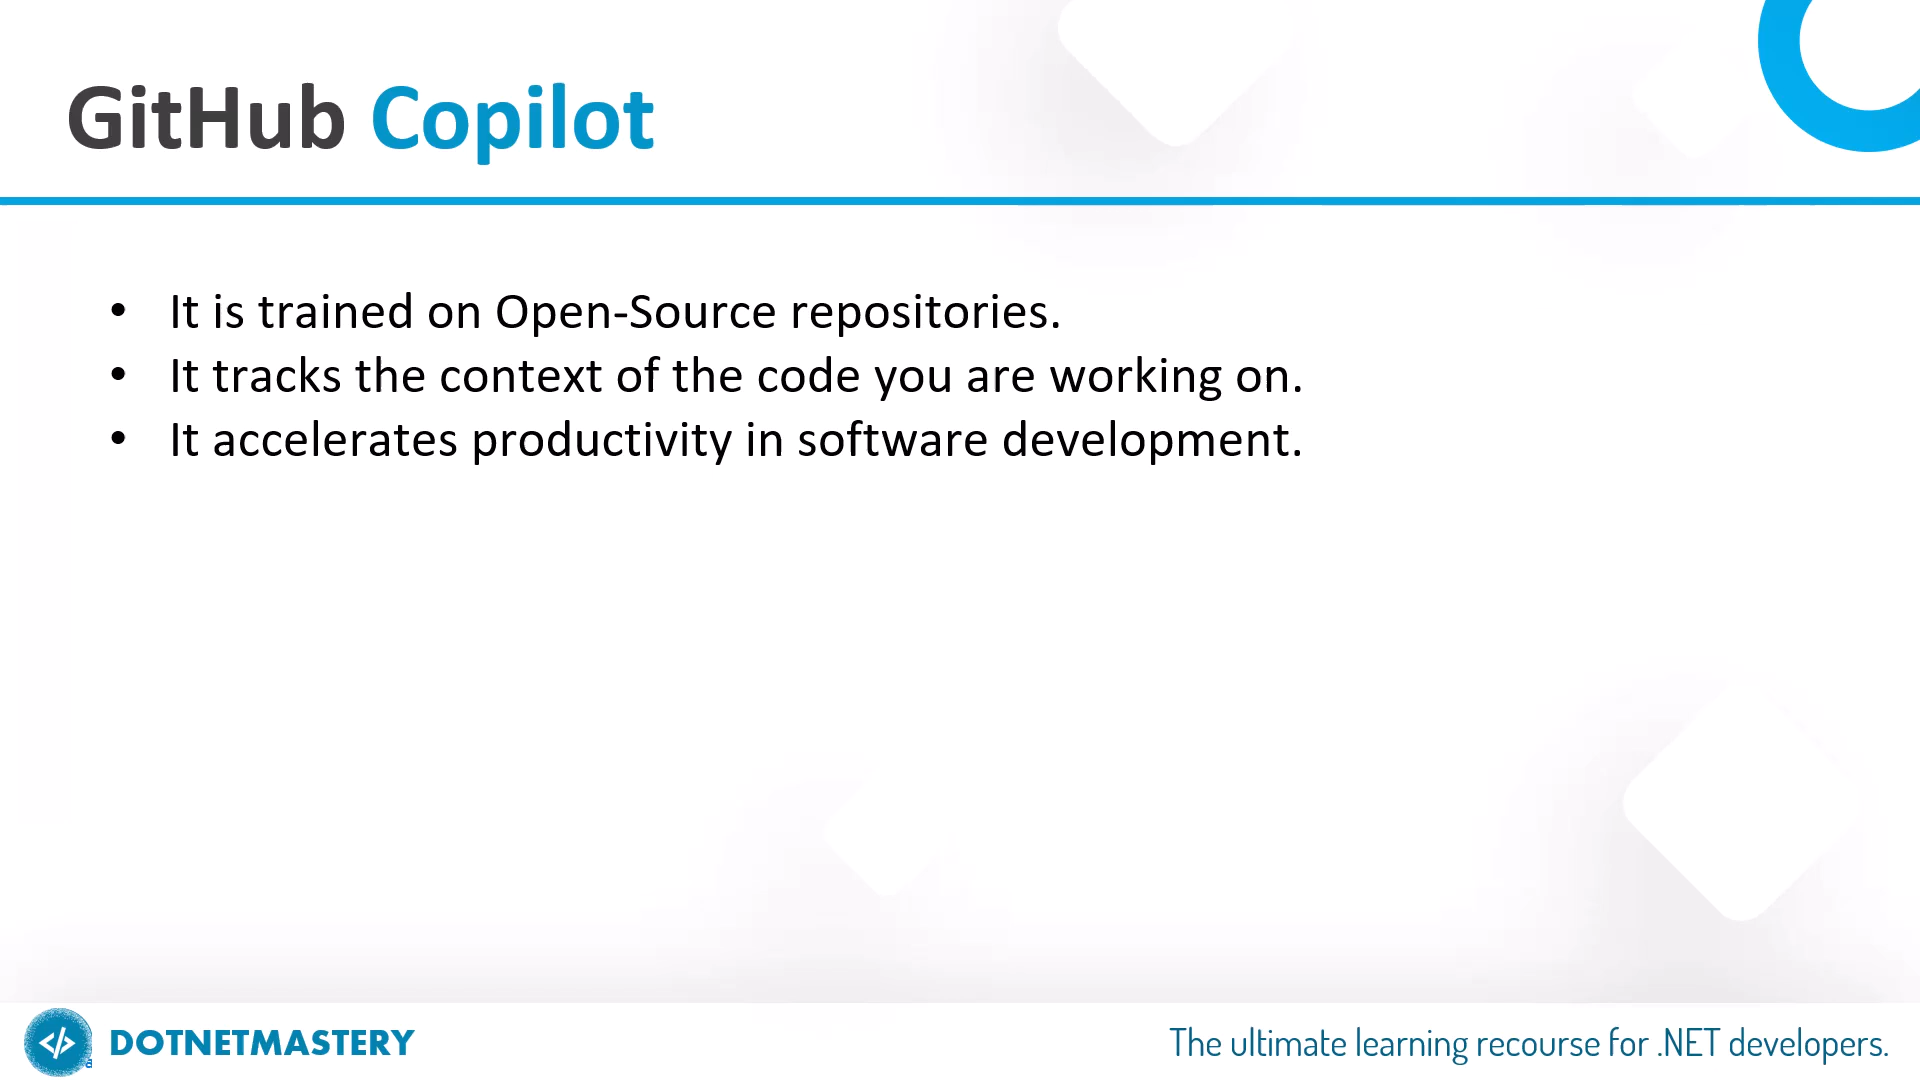 GitHub Copilot
• It is trained on Open-Source repositories.
• It tracks the context of the code you are working on.
• It accelerates productivity in software development.
</> DOTNETMASTERY
The ultimate learning recourse for .NET developers.